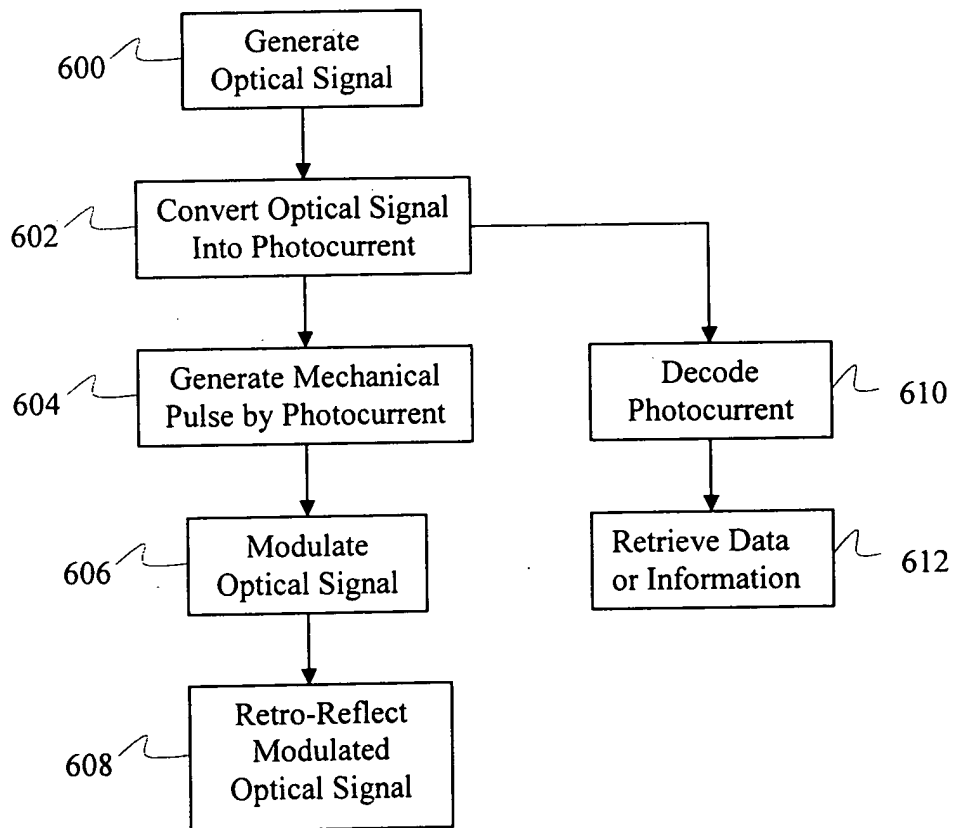 600
Generate
Optical Signal
602
Convert Optical Signal
Into Photocurrent
604
Generate Mechanical
Pulse by Photocurrent
Decode
Photocurrent
610
606
Modulate
Optical Signal
Retrieve Data
or Information
612
608
Retro-Reflect
Modulated
Optical Signal